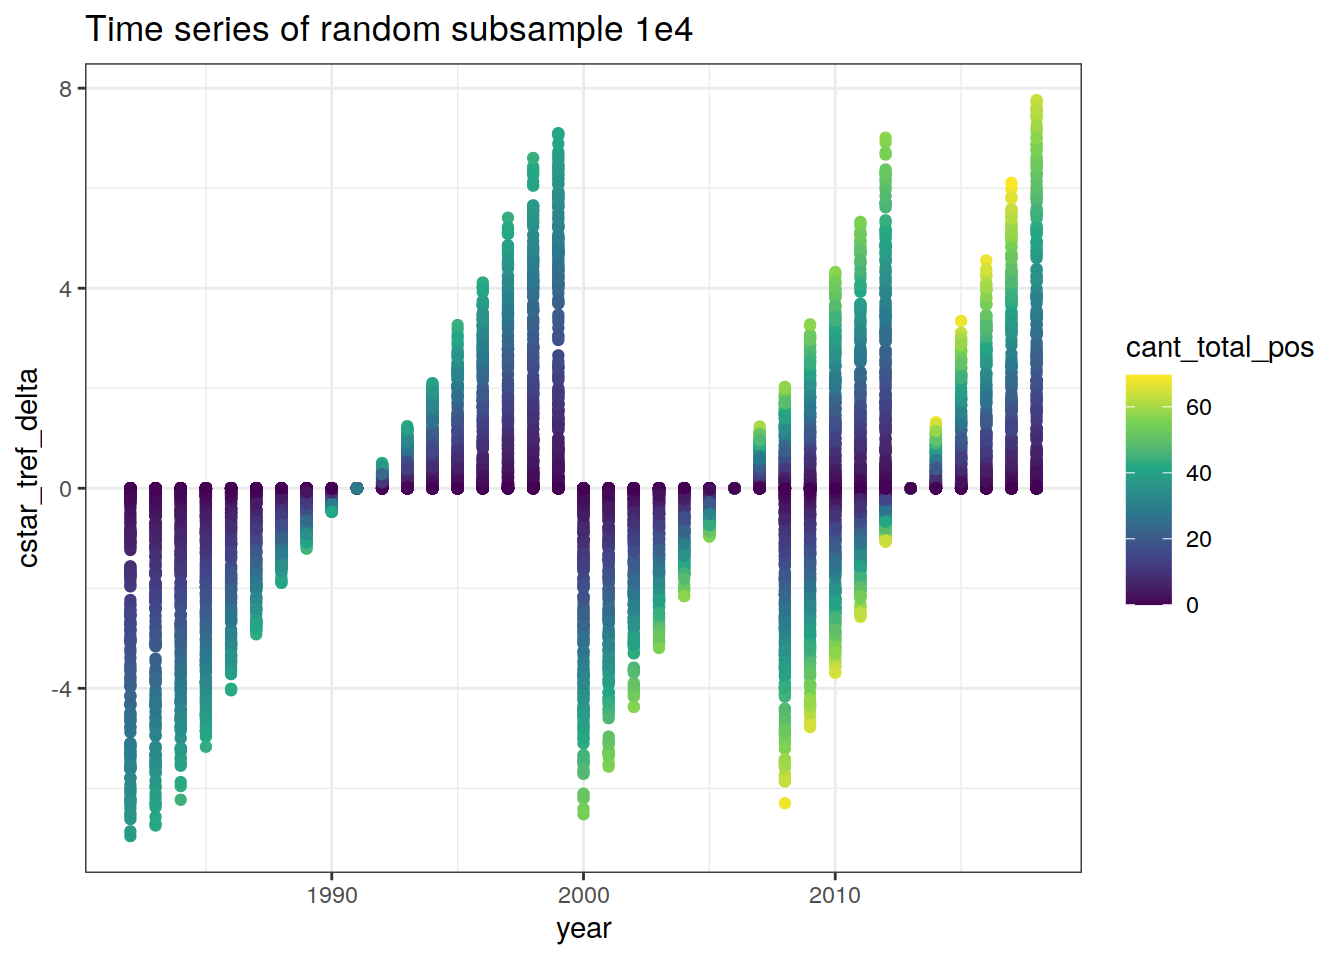 Time series of random subsample 1e4
8
4
0
-4
cstar_tref_delta
1990
2000
2010
year
cant_total_pos
60
40
20
0